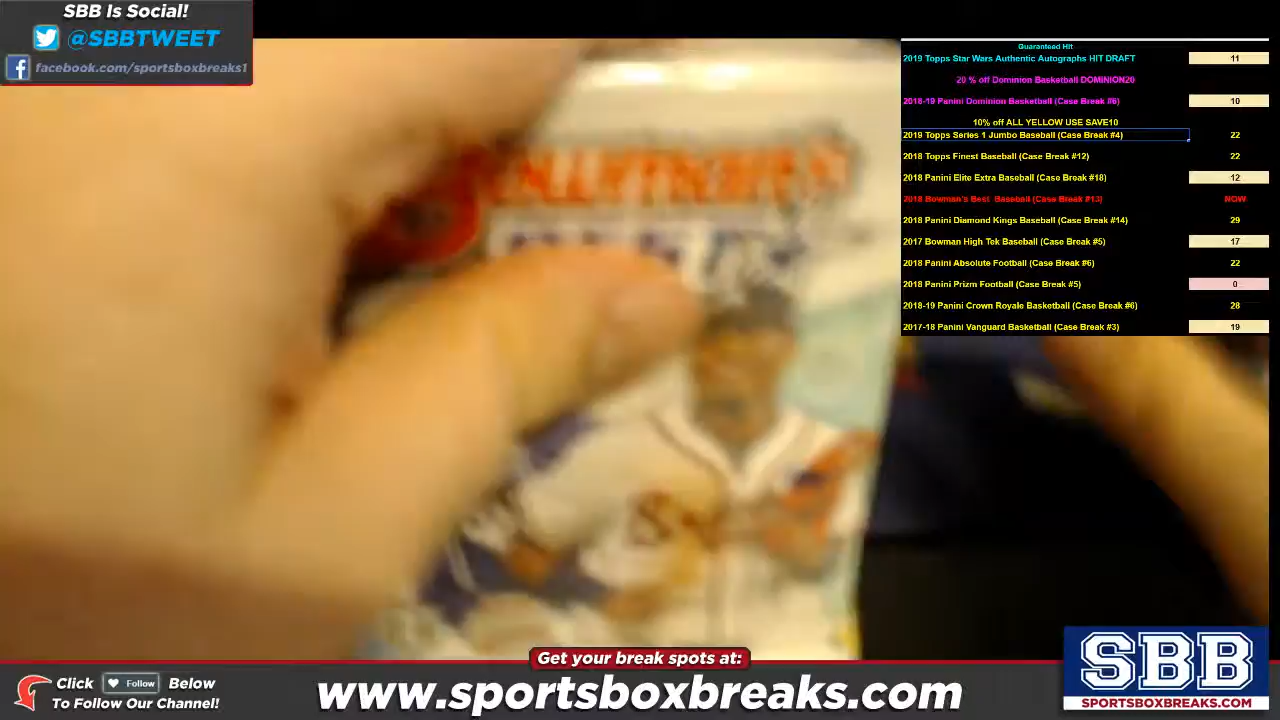 SBB Is Social!
@SBBTWEET
facebook.com/sportsboxbreaks1
Guaranteed Hit
2019 Topps Star Wars Authentic Autographs HIT DRAFT 11
20 % off Dominion Basketball DOMINION20
2018-19 Panini Dominion Basketball (Case Break #6) 10
10% off ALL YELLOW USE SAVE10
2019 Topps Series 1 Jumbo Baseball (Case Break #4) 22
2018 Topps Finest Baseball (Case Break #12) 22
2018 Panini Elite Extra Baseball (Case Break #18) 12
2018 Bowman's Best Baseball (Case Break #13) NOW
2018 Panini Diamond Kings Baseball (Case Break #14) 29
2017 Bowman High Tek Baseball (Case Break #5) 17
2018 Panini Absolute Football (Case Break #6) 22
2018 Panini Prizm Football (Case Break #5) 0
2018-19 Panini Crown Royale Basketball (Case Break #6) 28
2017-18 Panini Vanguard Basketball (Case Break #3) 19
Get your break spots at:
www.sportsboxbreaks.com
Click Follow Below
To Follow Our Channel!
SBB
SPORTSBOXBREAKS.COM